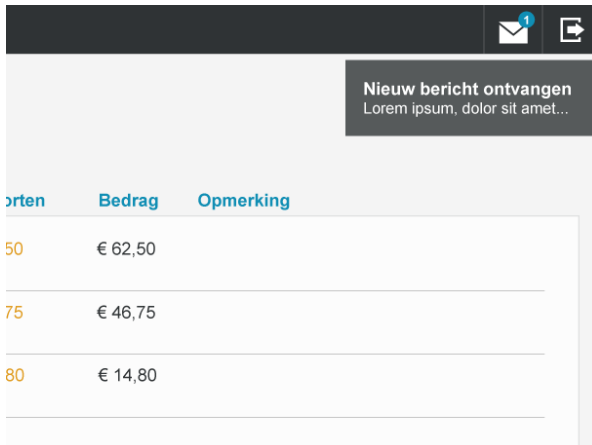 1
Nieuw bericht ontvangen
Lorem ipsum, dolor sit amet...
orten Bedrag Opmerking
50 € 62,50
75 € 46,75
80 € 14,80